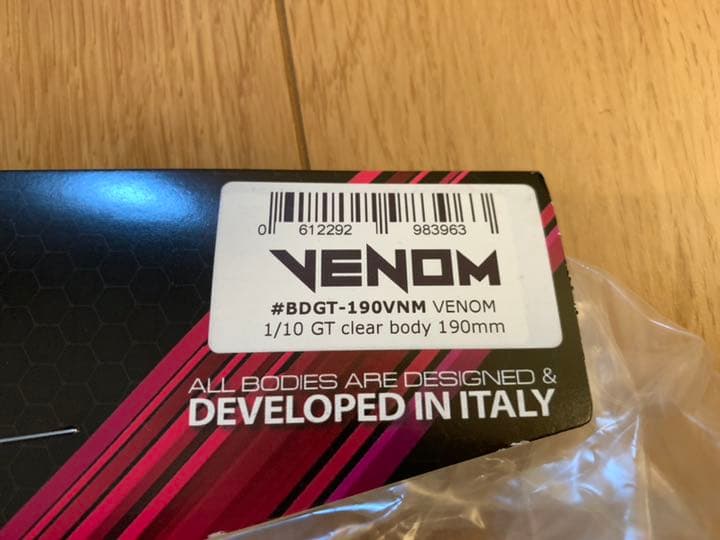 0 612292 983963
VENOM
#BDGT-190VNM VENOM
1/10 GT clear body 190mm
ALL BODIES ARE DESIGNED &
DEVELOPED IN ITALY